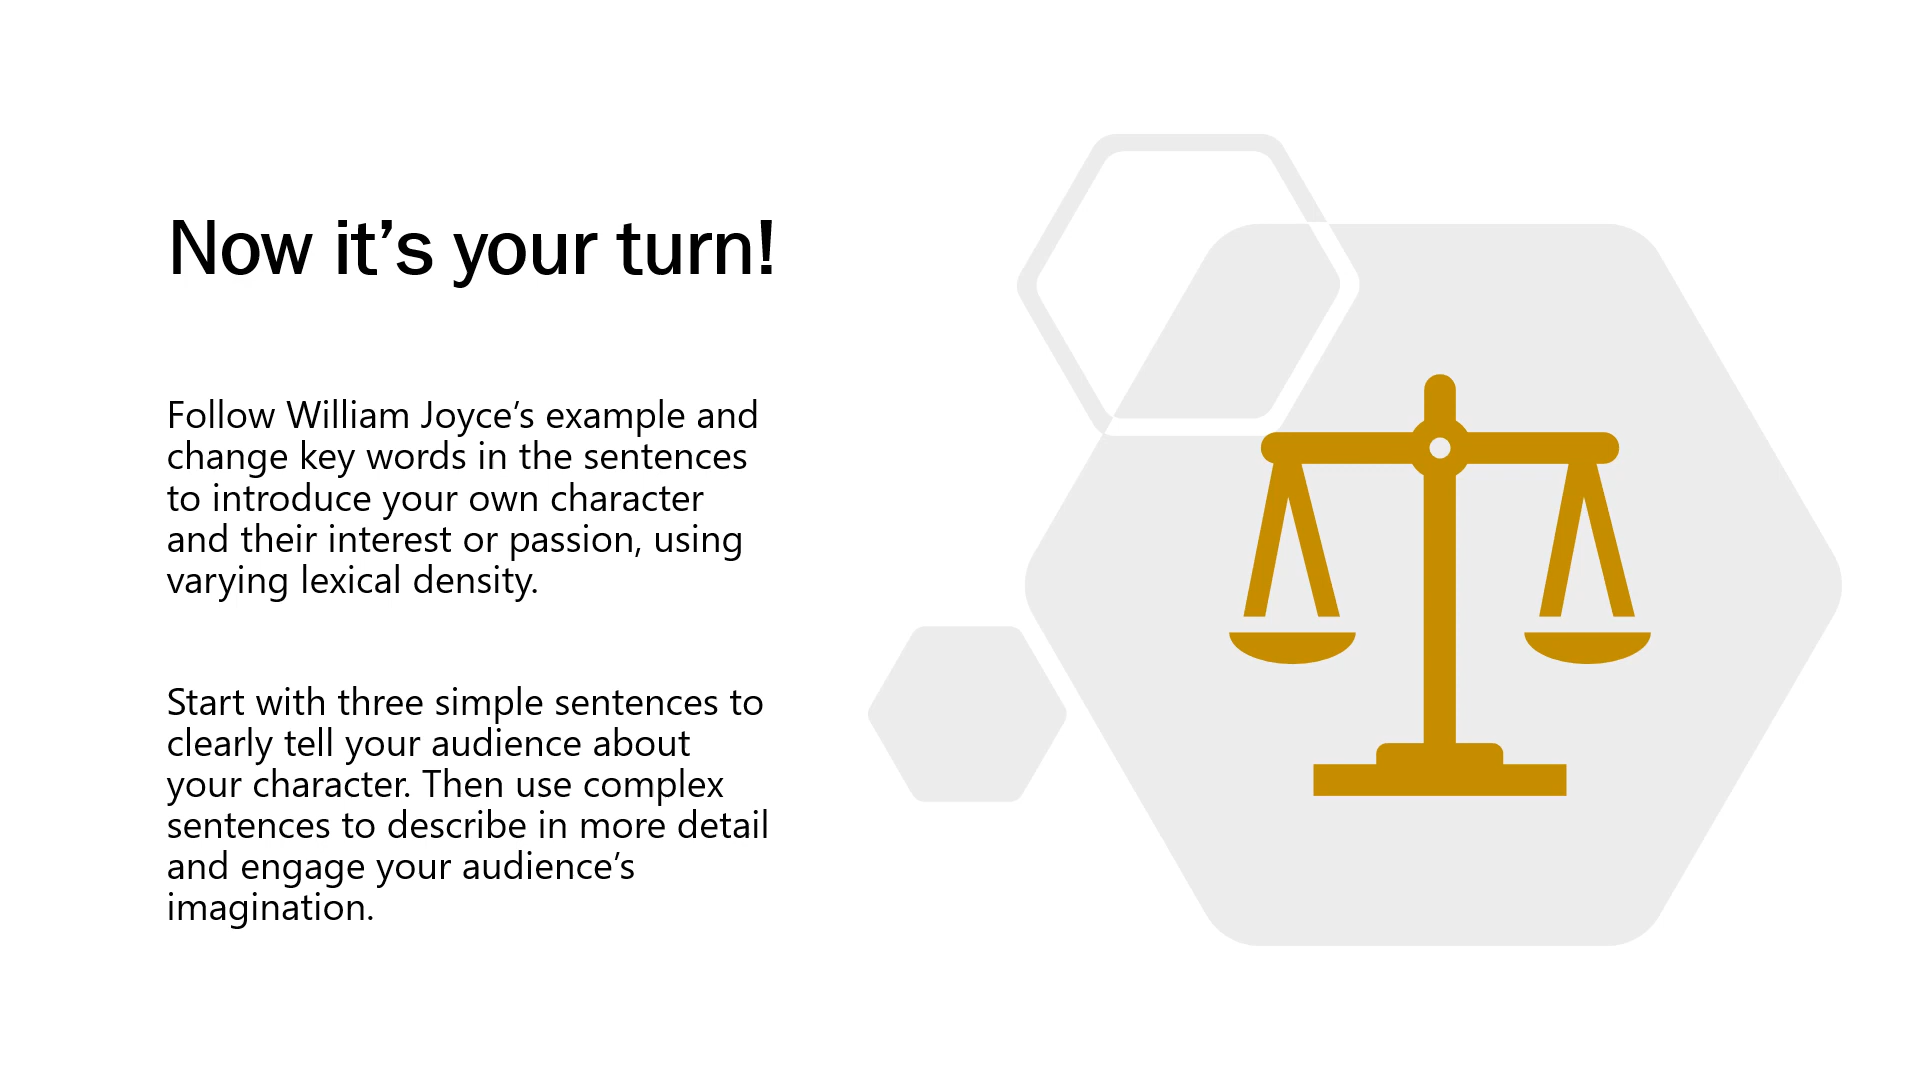 Now it’s your turn!
Follow William Joyce’s example and
change key words in the sentences
to introduce your own character
and their interest or passion, using
varying lexical density.
Start with three simple sentences to
clearly tell your audience about
your character. Then use complex
sentences to describe in more detail
and engage your audience’s
imagination.